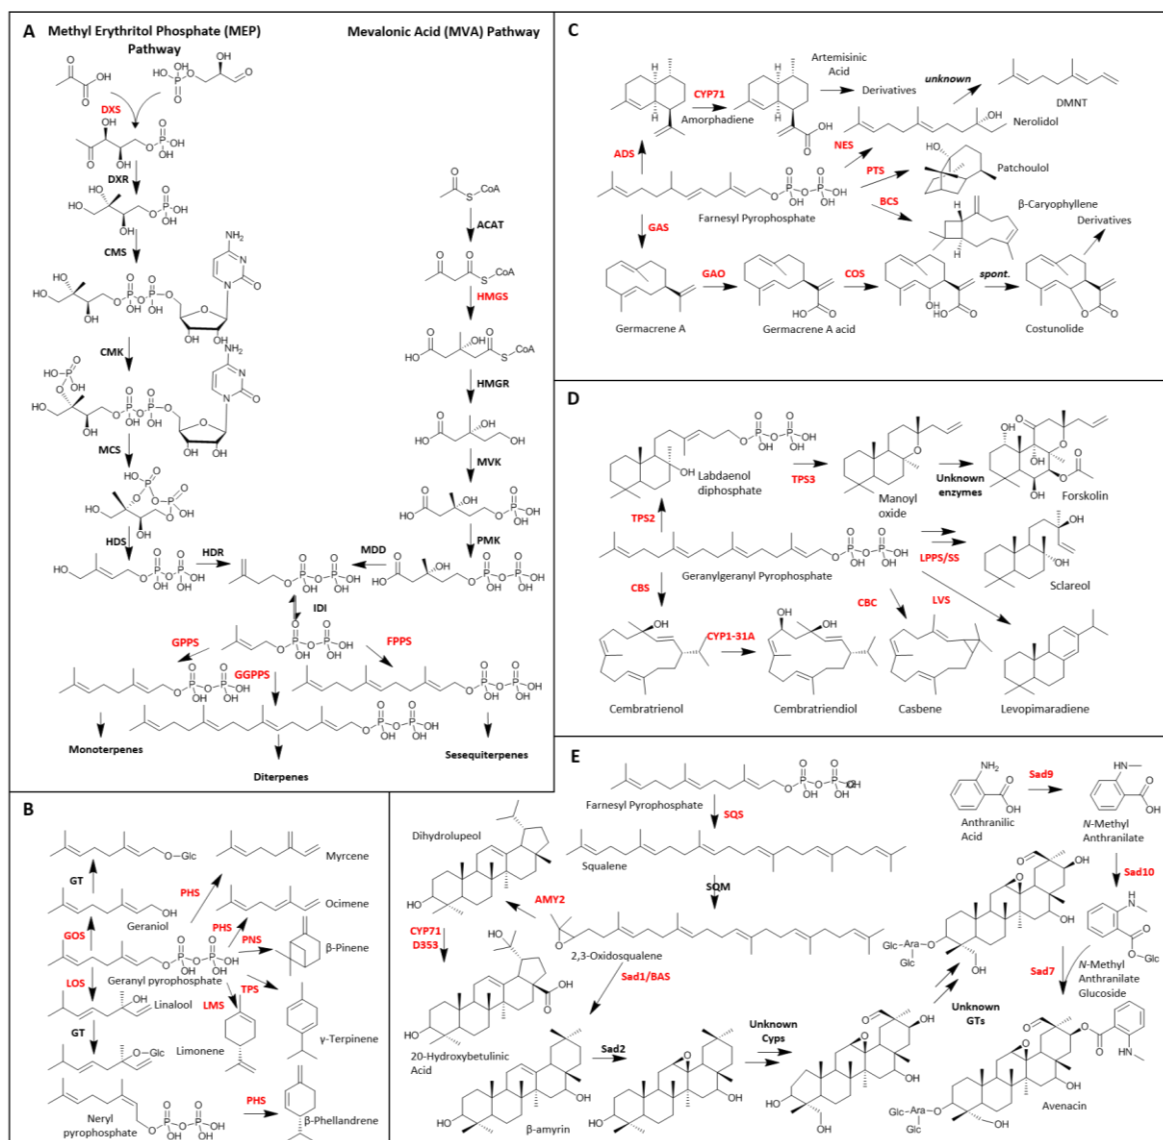 A
Methyl Erythritol Phosphate (MEP)
Pathway
Mevalonic Acid (MVA) Pathway
DXS
DXR
CMS
CMK
MCS
HDS
HDR
ACAT
HMGS
HMGR
MVK
PMK
MDD
IDI
GPPS
FPPS
GGPPS
Monoterpenes
Sesequiterpenes
Diterpenes
B
GT
Myrcene
PHS
Geraniol
Ocimene
PHS
GOS
PNS
β-Pinene
Geranyl pyrophosphate
LOS
LMS
TPS
Linalool
GT
Limonene
γ-Terpinene
Neryl
pyrophosphate
PHS
β-Phellandrene
C
Artemisinic
Acid
CYP71
Amorphadiene
Derivatives
unknown
DMNT
Nerolidol
ADS
NES
PTS
Patchoulol
Farnesyl Pyrophosphate
BCS
β-Caryophyllene
Derivatives
GAS
GAO
COS
spont.
Germacrene A
Germacrene A acid
Costunolide
D
Labdaenol
diphosphate
TPS3
Manoyl
oxide
Unknown
enzymes
Forskolin
TPS2
Geranylgeranyl Pyrophosphate
LPPS/SS
Sclareol
CBS
CBC
LVS
CYP1-31A
Cembratrienol
Cembratriendiol
Casbene
Levopimaradiene
E
Farnesyl Pyrophosphate
SQS
Anthranilic
Acid
Sad9
N-Methyl
Anthranilate
Dihydrolupeol
Squalene
SQM
Sad10
AMY2
CYP71
D353
2,3-Oxidosqualene
Sad1/BAS
Sad7
N-Methyl
Anthranilate
Glucoside
20-Hydroxybetulinic
Acid
Sad2
β-amyrin
Unknown
Cyps
Unknown
GTs
Avenacin